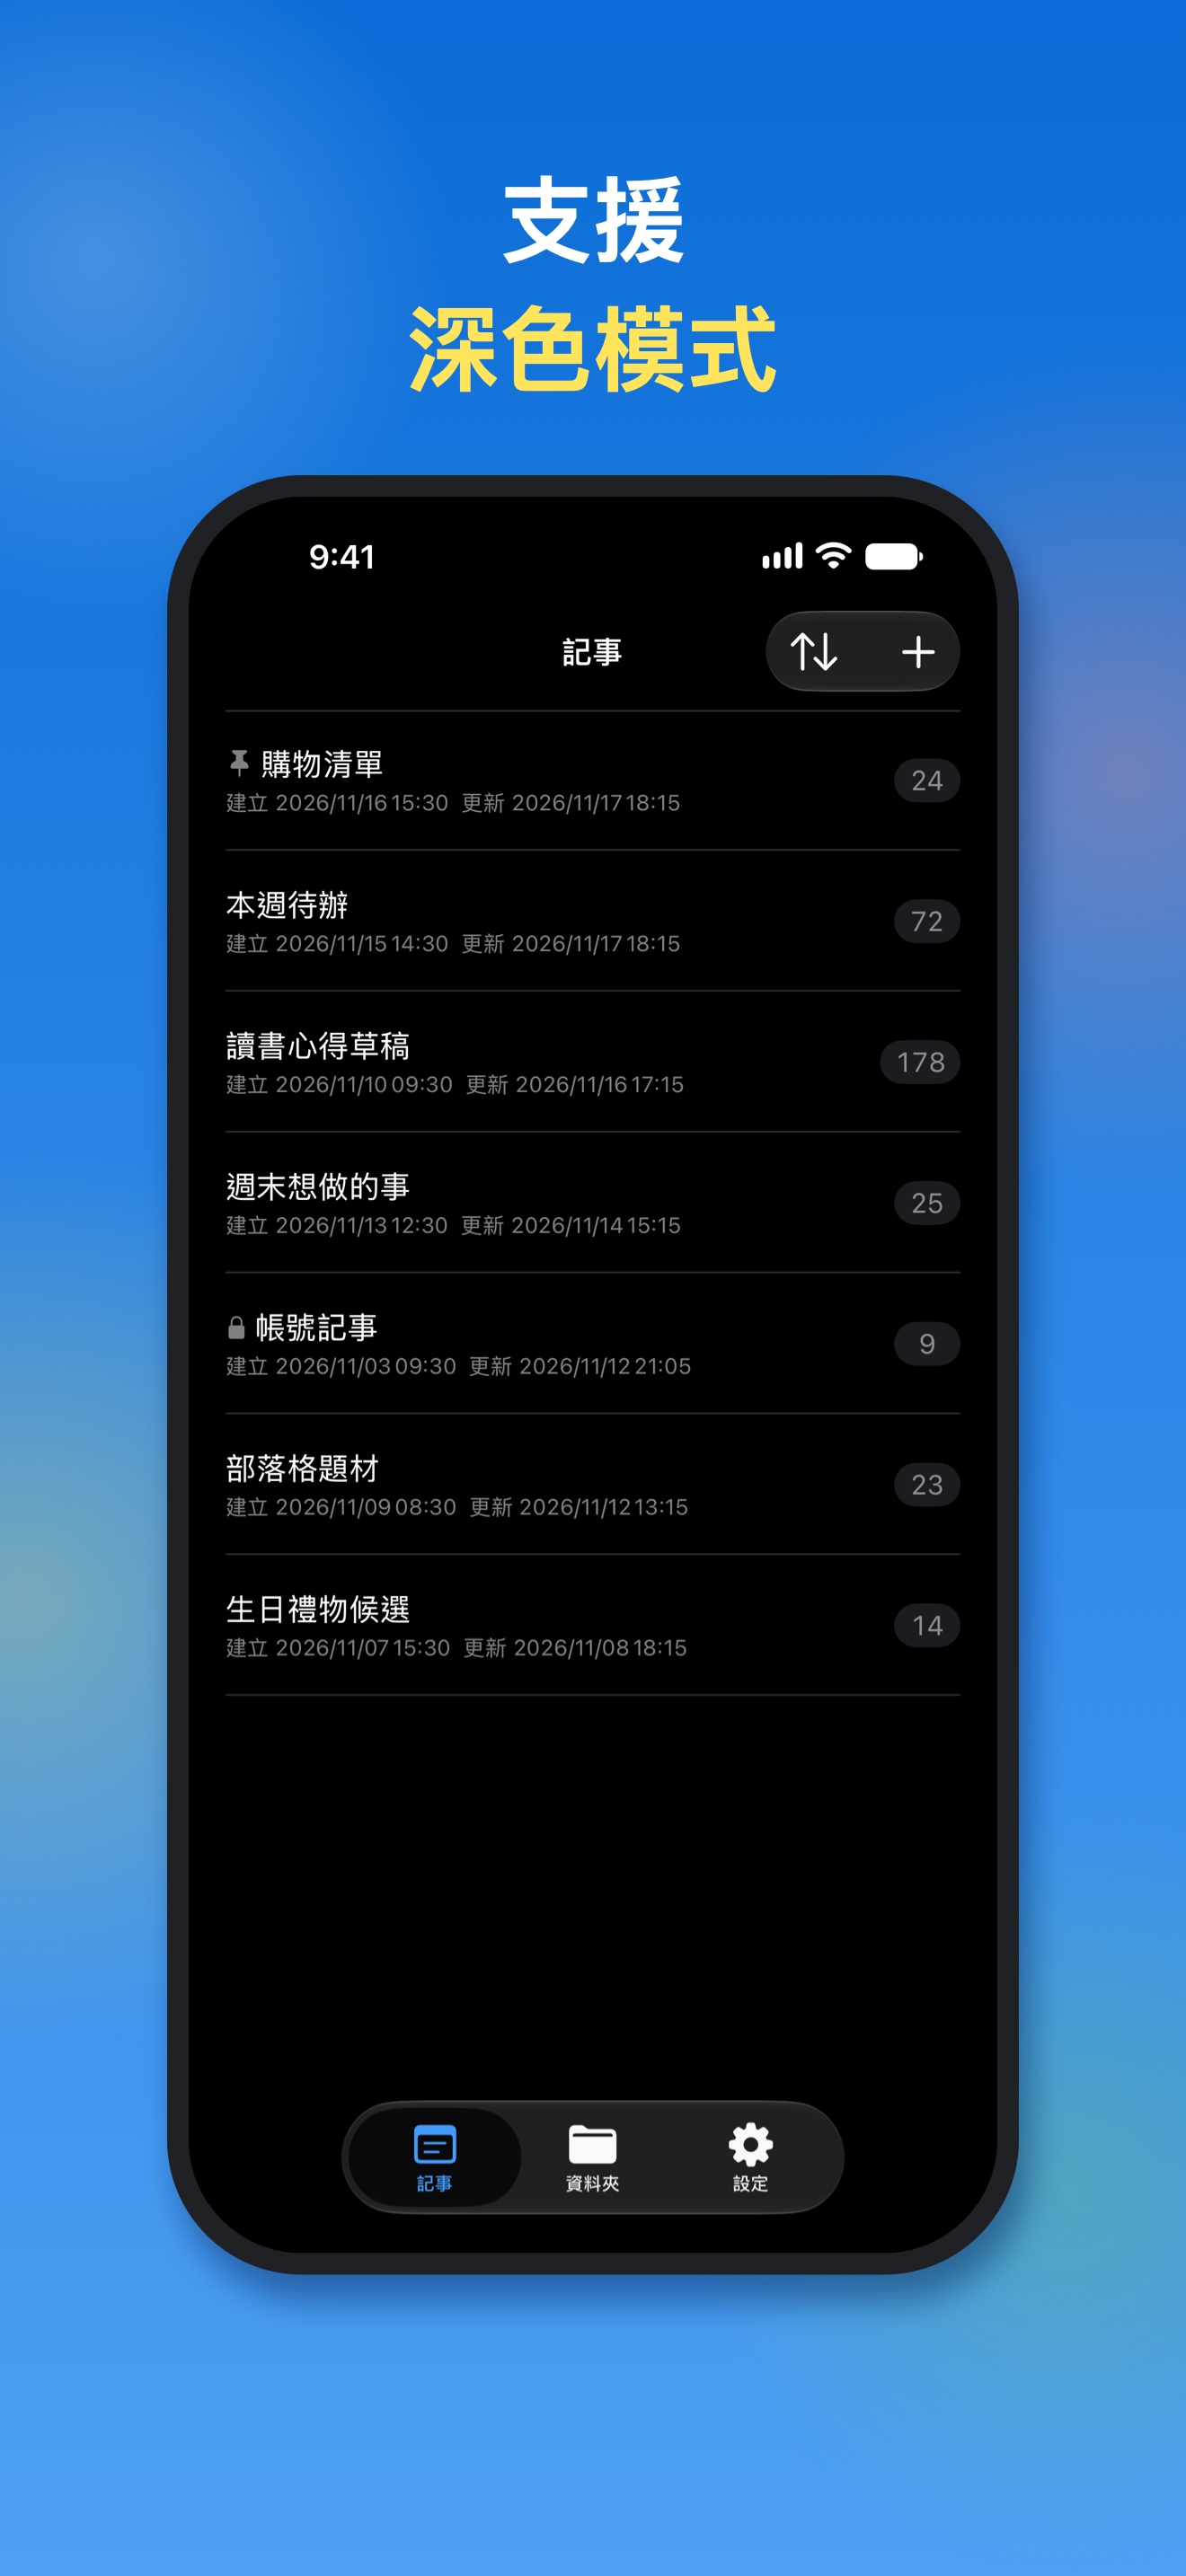 支援
深色模式
9:41
記事
購物清單
建立 2026/11/16 15:30 更新 2026/11/17 18:15
24
本週待辦
建立 2026/11/15 14:30 更新 2026/11/17 18:15
72
讀書心得草稿
建立 2026/11/10 09:30 更新 2026/11/16 17:15
178
週末想做的事
建立 2026/11/13 12:30 更新 2026/11/14 15:15
25
帳號記事
建立 2026/11/03 09:30 更新 2026/11/12 21:05
9
部落格題材
建立 2026/11/09 08:30 更新 2026/11/12 13:15
23
生日禮物候選
建立 2026/11/07 15:30 更新 2026/11/08 18:15
14
記事 資料夾 設定